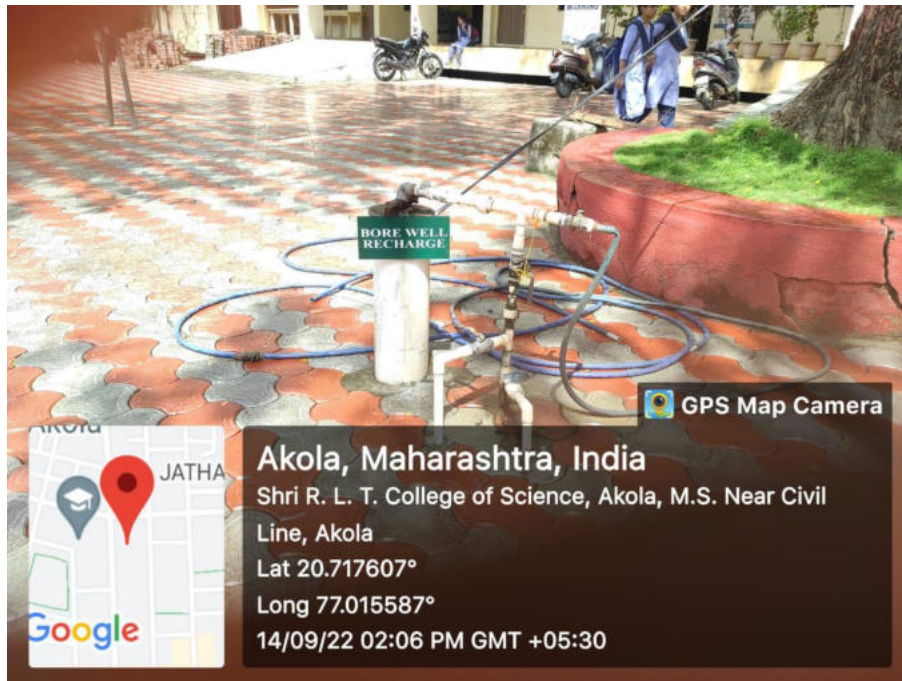 BORE WELL
RECHARGE
GPS Map Camera
JATHA
Google
Akola, Maharashtra, India
Shri R. L. T. College of Science, Akola, M.S. Near Civil
Line, Akola
Lat 20.717607°
Long 77.015587°
14/09/22 02:06 PM GMT +05:30